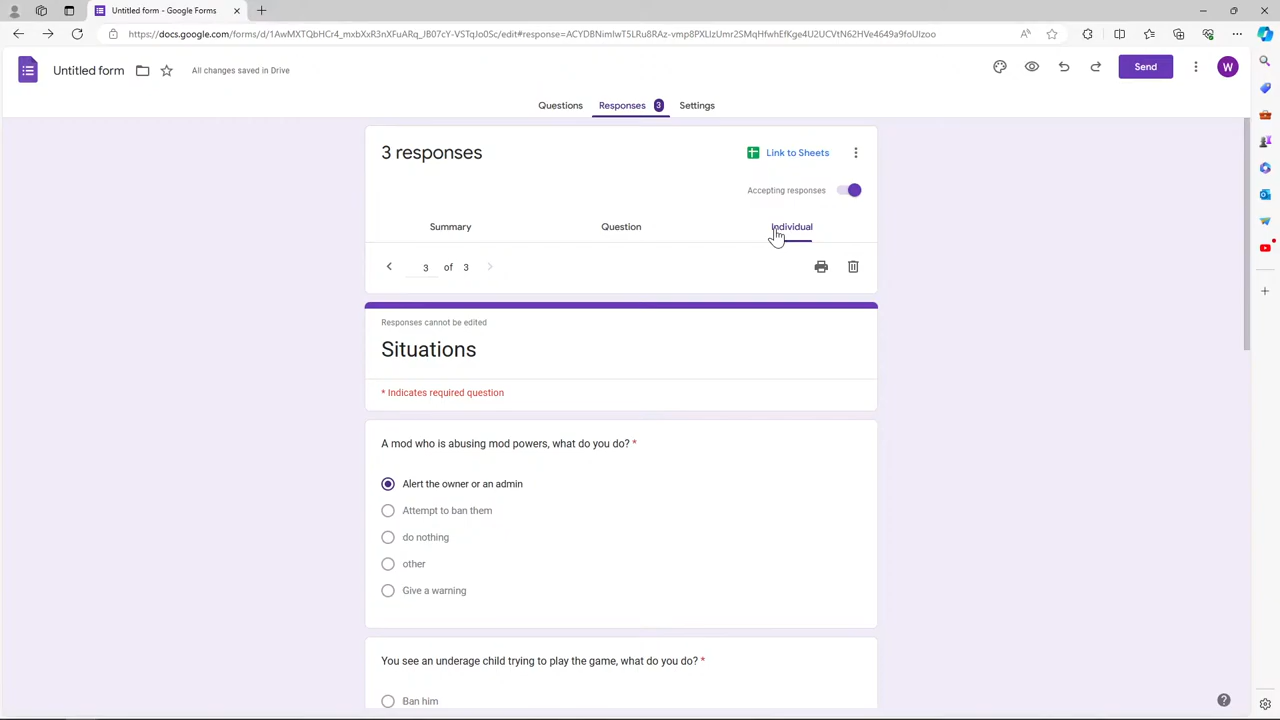 Untitled form - Google Forms
https://docs.google.com/forms/d/1AwMXTQbHCr4_mxbXxR3nXFuARq_JB07cY-VSTqJo0Sc/edit#response=ACYDBNimIwT5LRu8RAz-vmp8PXLIzUmr2SMqHfwhEfKge4U2UCVtN62HVe4649a9foUIzoo
Untitled form
All changes saved in Drive
Send
W
Questions
Responses 3
Settings
3 responses
Link to Sheets
Accepting responses
Summary
Question
Individual
3 of 3
Responses cannot be edited
Situations
* Indicates required question
A mod who is abusing mod powers, what do you do? *
Alert the owner or an admin
Attempt to ban them
do nothing
other
Give a warning
You see an underage child trying to play the game, what do you do? *
Ban him